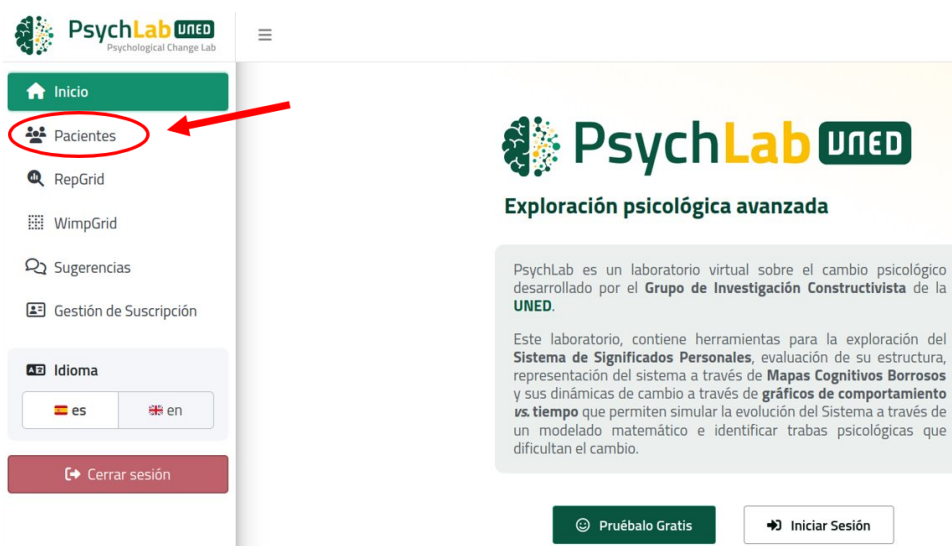 PsychLab UNED
Psychological Change Lab
Inicio
Pacientes
RepGrid
WimpGrid
Sugerencias
Gestión de Suscripción
Idioma
es
en
Cerrar sesión
PsychLab UNED
Exploración psicológica avanzada
PsychLab es un laboratorio virtual sobre el cambio psicológico
desarrollado por el Grupo de Investigación Constructivista de la
UNED.
Este laboratorio, contiene herramientas para la exploración del
Sistema de Significados Personales, evaluación de su estructura,
representación del sistema a través de Mapas Cognitivos Borrosos
y sus dinámicas de cambio a través de gráficos de comportamiento
vs. tiempo que permiten simular la evolución del Sistema a través de
un modelado matemático e identificar trabas psicológicas que
dificultan el cambio.
Pruébalo Gratis
Iniciar Sesión